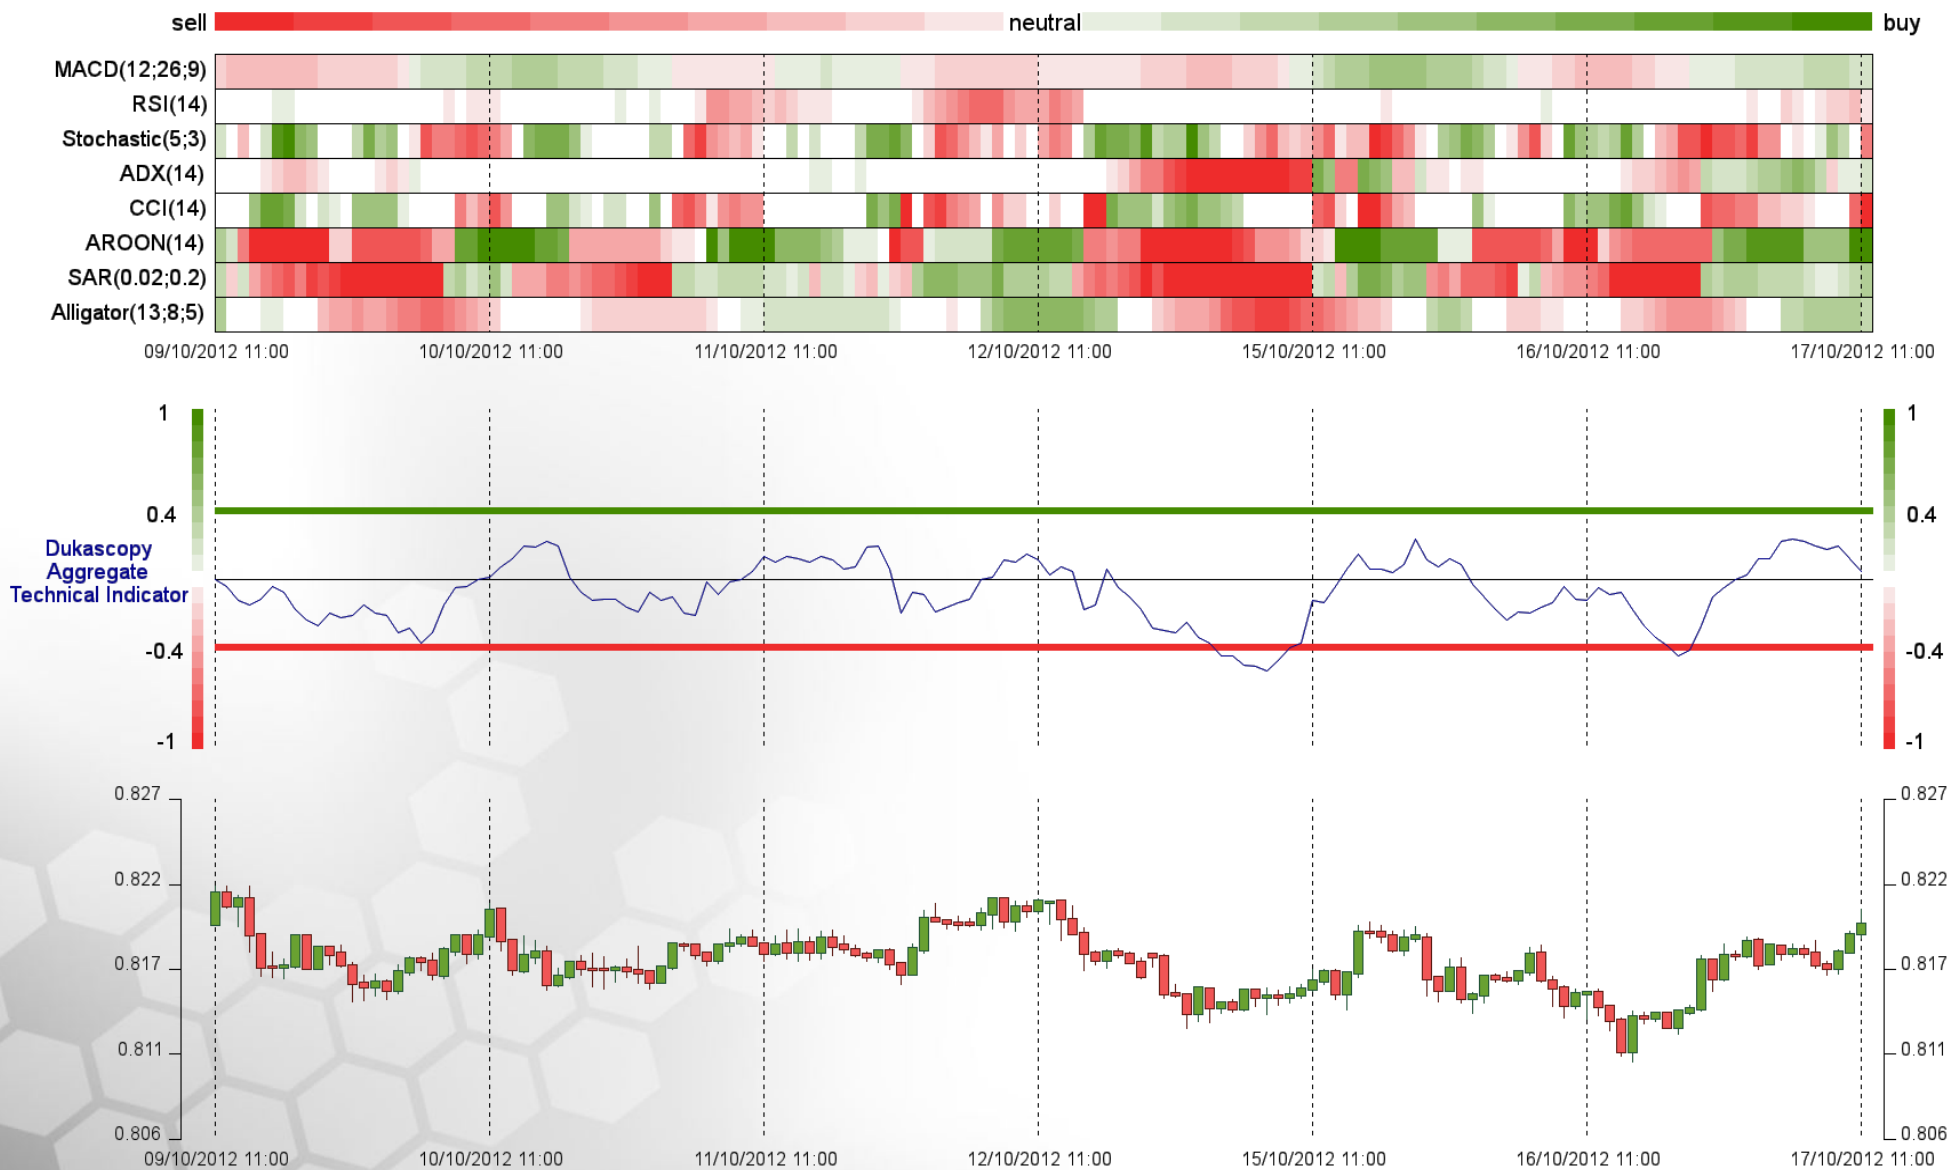 sell neutral buy
MACD(12;26;9)
RSI(14)
Stochastic(5;3)
ADX(14)
CCI(14)
AROON(14)
SAR(0.02;0.2)
Alligator(13;8;5)
09/10/2012 11:00 10/10/2012 11:00 11/10/2012 11:00 12/10/2012 11:00 15/10/2012 11:00 16/10/2012 11:00 17/10/2012 11:00
1 1
0.4 0.4
Dukascopy
Aggregate
Technical Indicator
-0.4 -0.4
-1 -1
0.827 0.827
0.822 0.822
0.817 0.817
0.811 0.811
0.806 0.806
09/10/2012 11:00 10/10/2012 11:00 11/10/2012 11:00 12/10/2012 11:00 15/10/2012 11:00 16/10/2012 11:00 17/10/2012 11:00